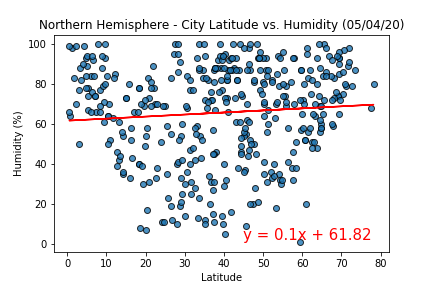 Northern Hemisphere - City Latitude vs. Humidity (05/04/20)
100
80
60
40
20
0
Humidity (%)
y = 0.1x + 61.82
0 10 20 30 40 50 60 70 80
Latitude